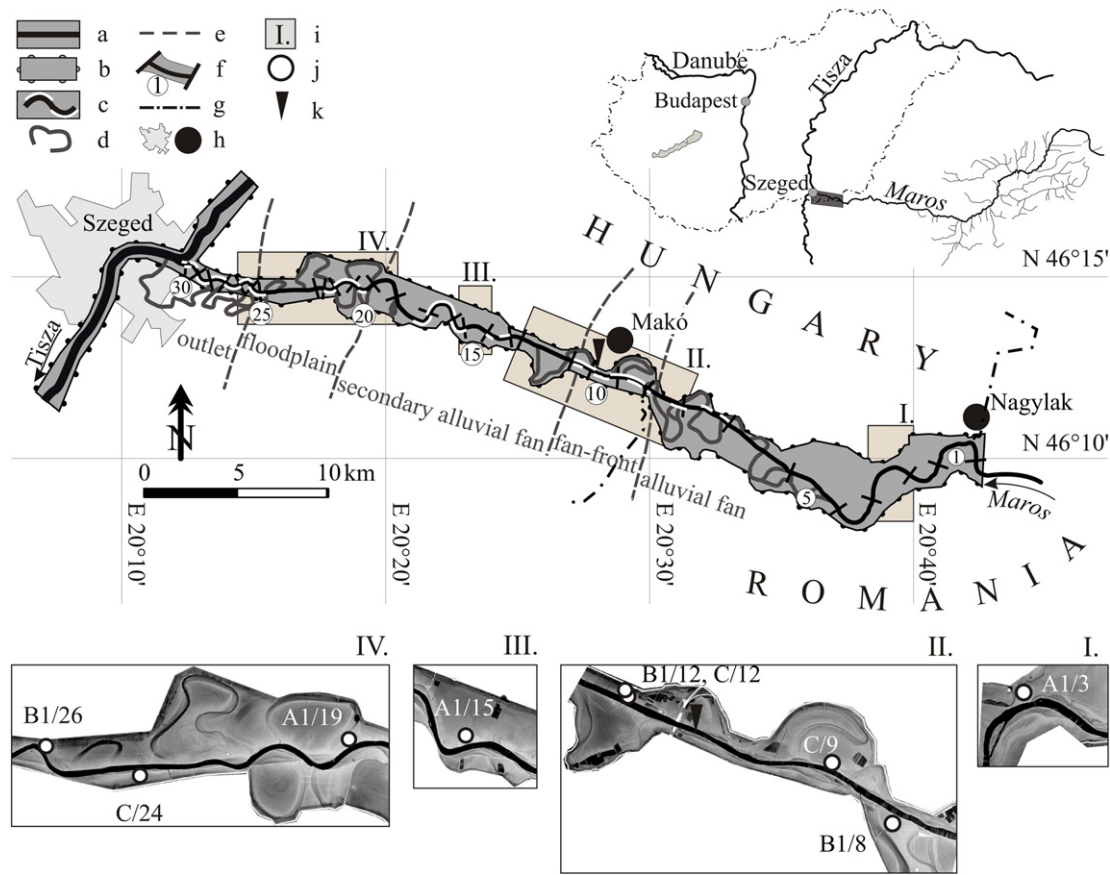 a
e
I.
i
b
f
1
j
c
g
k
d
h
Danube
Budapest
Tisza
Szeged
Maros
Szeged
Tisza
IV.
III.
II.
I.
HUNGARY
N 46°15'
Makó
Nagylak
N 46°10'
30
25
20
15
10
5
1
outlet
floodplain
secondary alluvial fan
fan-front
alluvial fan
N
0 5 10 km
Maros
E 20°10'
E 20°20'
E 20°30'
E 20°40'
ROMANIA
IV.
III.
II.
I.
B1/26
A1/19
C/24
A1/15
B1/12, C/12
C/9
B1/8
A1/3